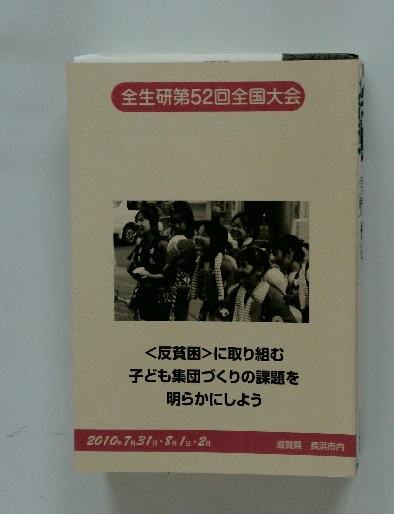 全生研第52回全国大会
<反貧困>に取り組む
子ども集団づくりの課題を
明らかにしよう
2010年7月31日・8月1日・2日 滋賀県 長浜市内